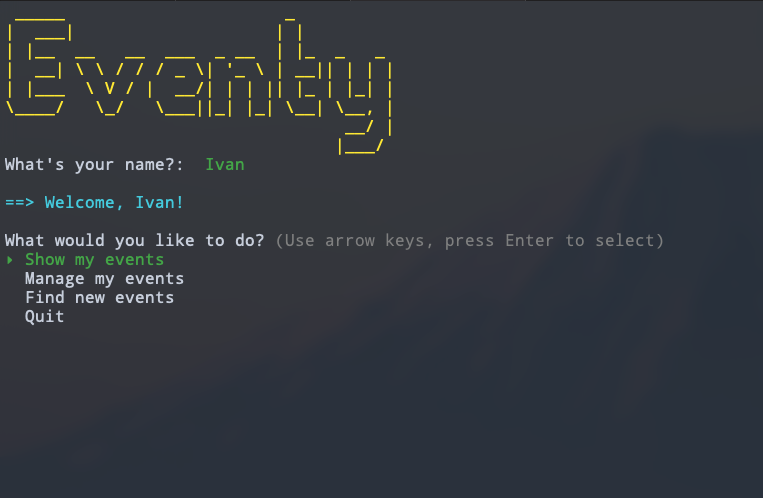 Eventy
What's your name?: Ivan
==> Welcome, Ivan!
What would you like to do? (Use arrow keys, press Enter to select)
‣ Show my events
Manage my events
Find new events
Quit